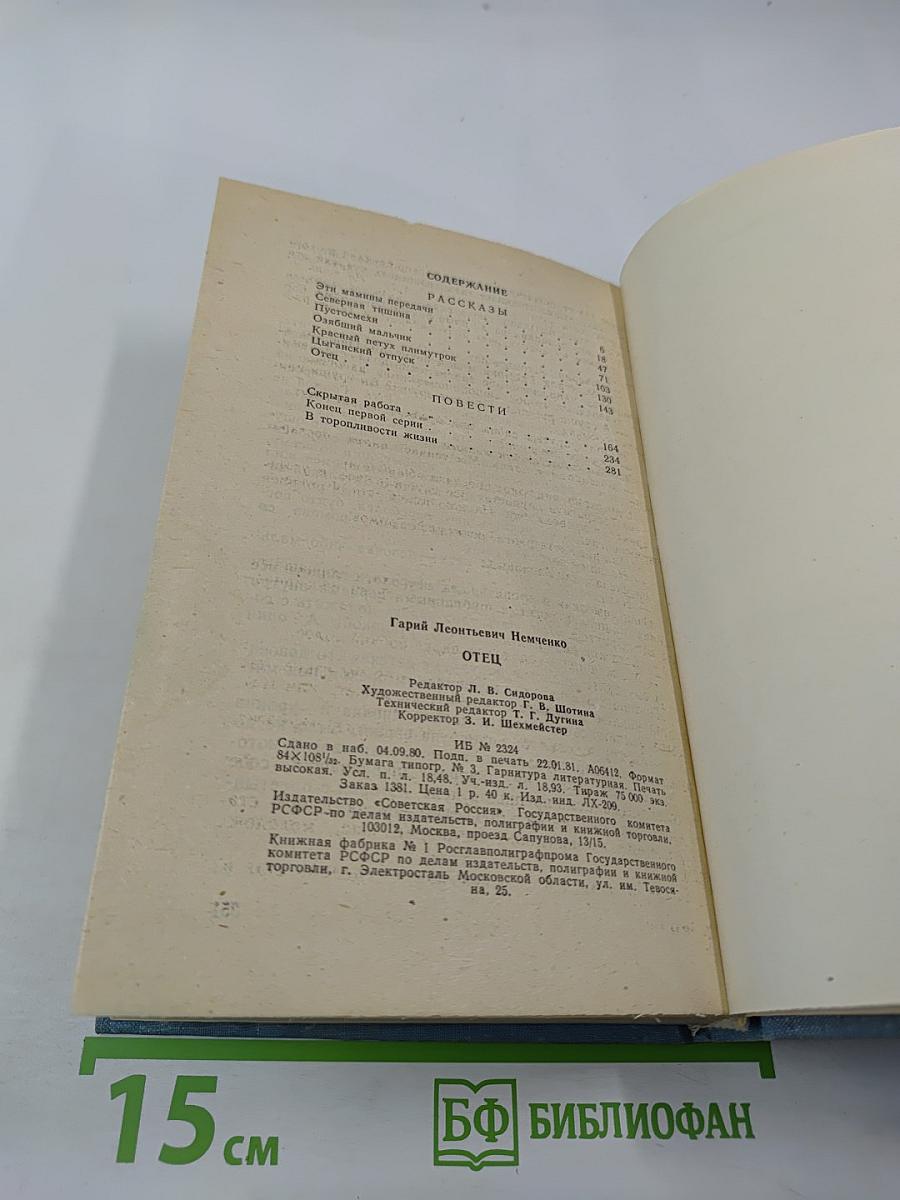 СОДЕРЖАНИЕ
РАССКАЗЫ
Эти мамины передачи . . . . . . . . 6
Северная тишина . . . . . . . . 18
Пустосмехи . . . . . . . . 47
Озябший мальчик . . . . . . . . 71
Красный петух плимутрок . . . . . . . . 103
Цыганский отпуск . . . . . . . . 130
Отец . . . . . . . . 143
ПОВЕСТИ
Скрытая работа . . . . . . . . 164
Конец первой серии . . . . . . . . 234
В торопливости жизни . . . . . . . . 281
Гарий Леонтьевич Немченко
ОТЕЦ
Редактор Л. В. Сидорова
Художественный редактор Г. В. Шотина
Технический редактор Т. Г. Дугина
Корректор З. И. Шехмейстер
ИБ № 2324
Сдано в наб. 04.09.80. Подп. в печать 22.01.81. А06412. Формат
84×108¹/₃₂. Бумага типогр. № 3. Гарнитура литературная. Печать
высокая. Усл. п. л. 18,48. Уч.-изд. л. 18,93. Тираж 75 000 экз.
Заказ 1381. Цена 1 р. 40 к. Изд. инд. ЛХ-209.
Издательство «Советская Россия» Государственного комитета
РСФСР по делам издательств, полиграфии и книжной торговли.
103012, Москва, проезд Сапунова, 13/15.
Книжная фабрика № 1 Росглавполиграфпрома Государственного
комитета РСФСР по делам издательств, полиграфии и книжной
торговли, г. Электросталь Московской области, ул. им. Тевося-
на, 25.
15 см
БФ БИБЛИОФАН